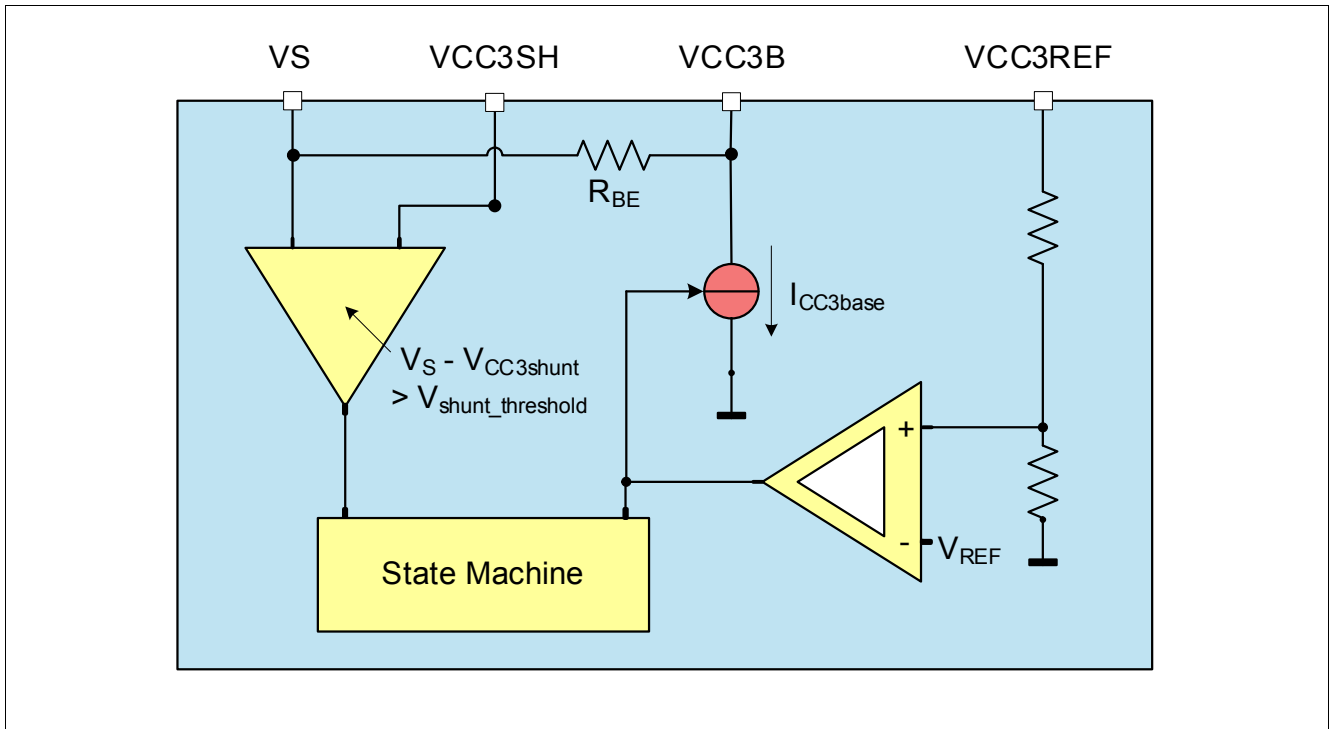 VS
VCC3SH
VCC3B
VCC3REF
RBE
ICC3base
VS - VCC3shunt
> Vshunt_threshold
+
-
VREF
State Machine